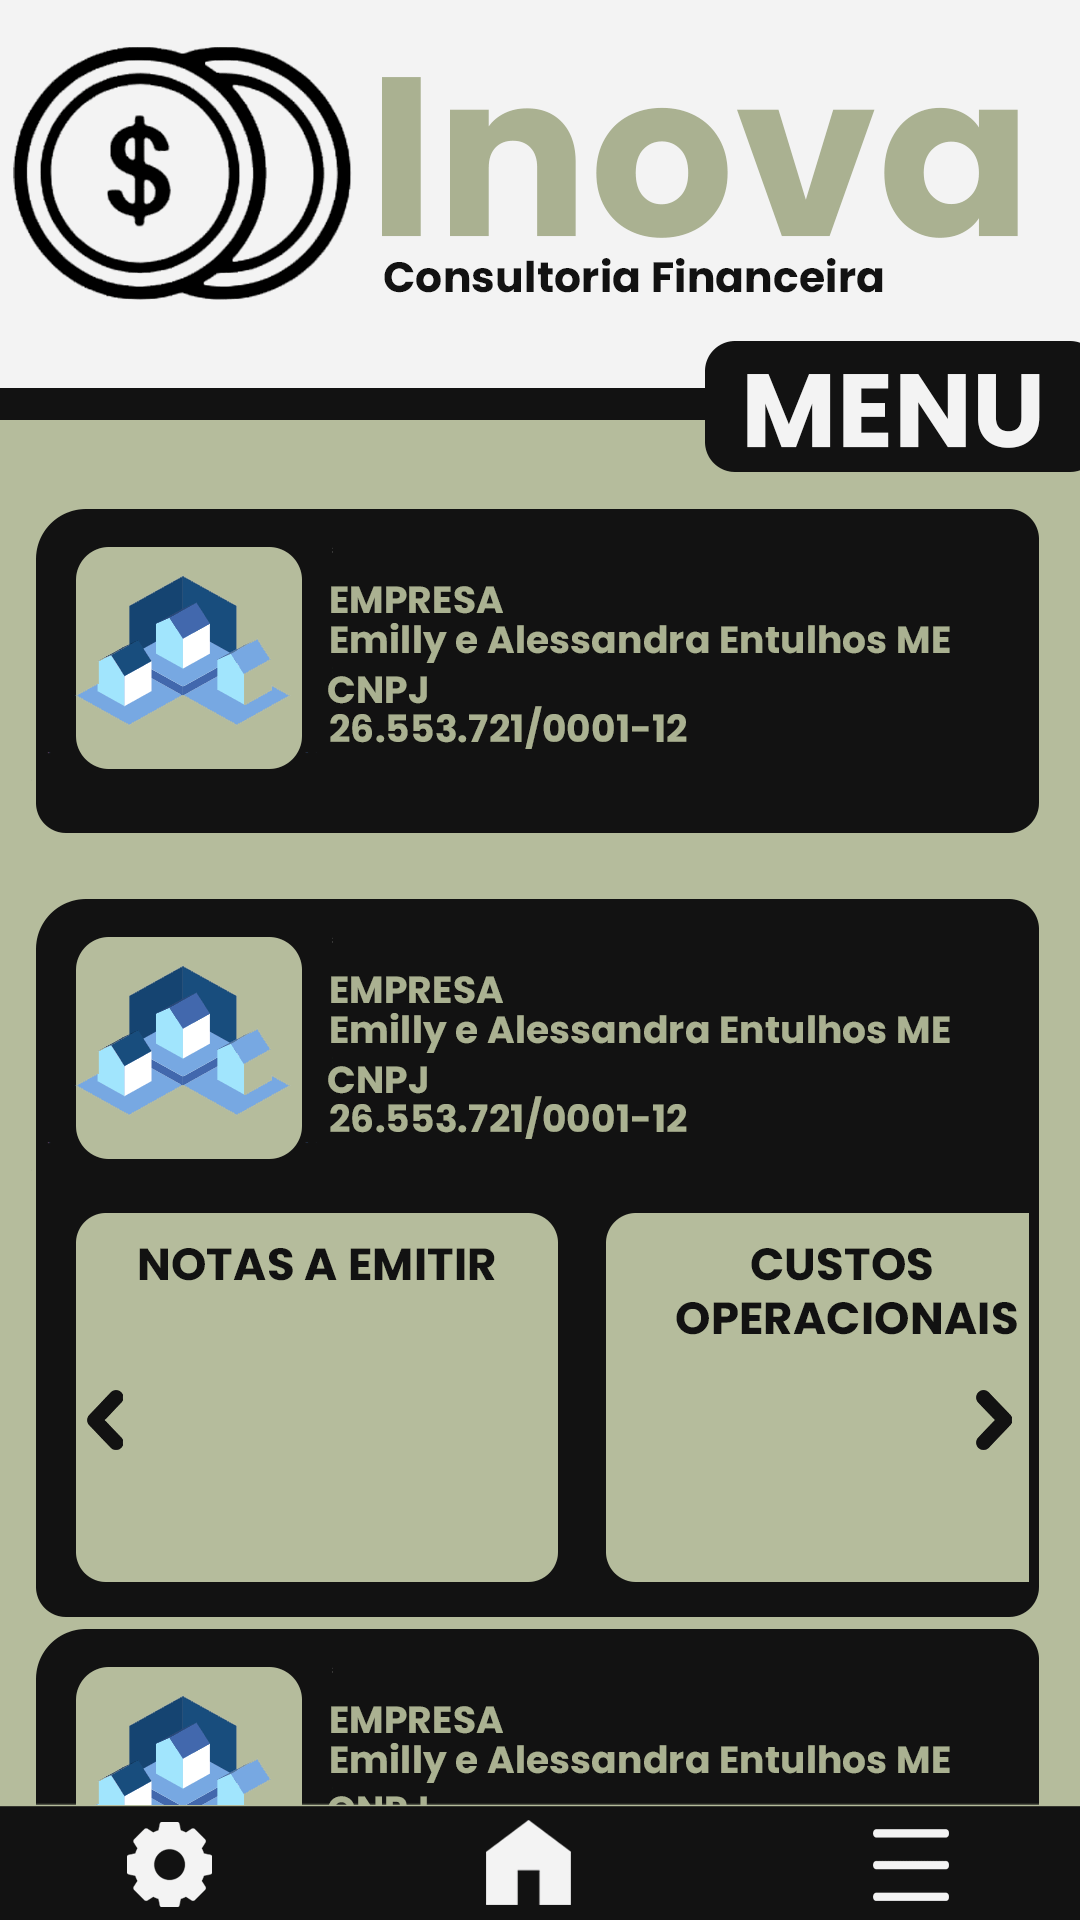 $
Inova
Consultoria Financeira
MENU
EMPRESA
Emilly e Alessandra Entulhos ME
CNPJ
26.553.721/0001-12
EMPRESA
Emilly e Alessandra Entulhos ME
CNPJ
26.553.721/0001-12
NOTAS A EMITIR
CUSTOS
OPERACIONAIS
EMPRESA
Emilly e Alessandra Entulhos ME
CNPJ